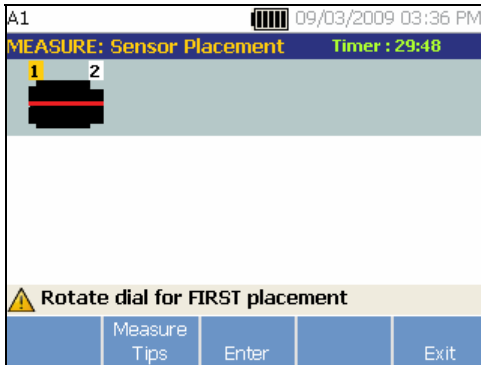 A1 09/03/2009 03:36 PM
MEASURE: Sensor Placement Timer : 29:48
1 2
Rotate dial for FIRST placement
Measure
Tips Enter Exit